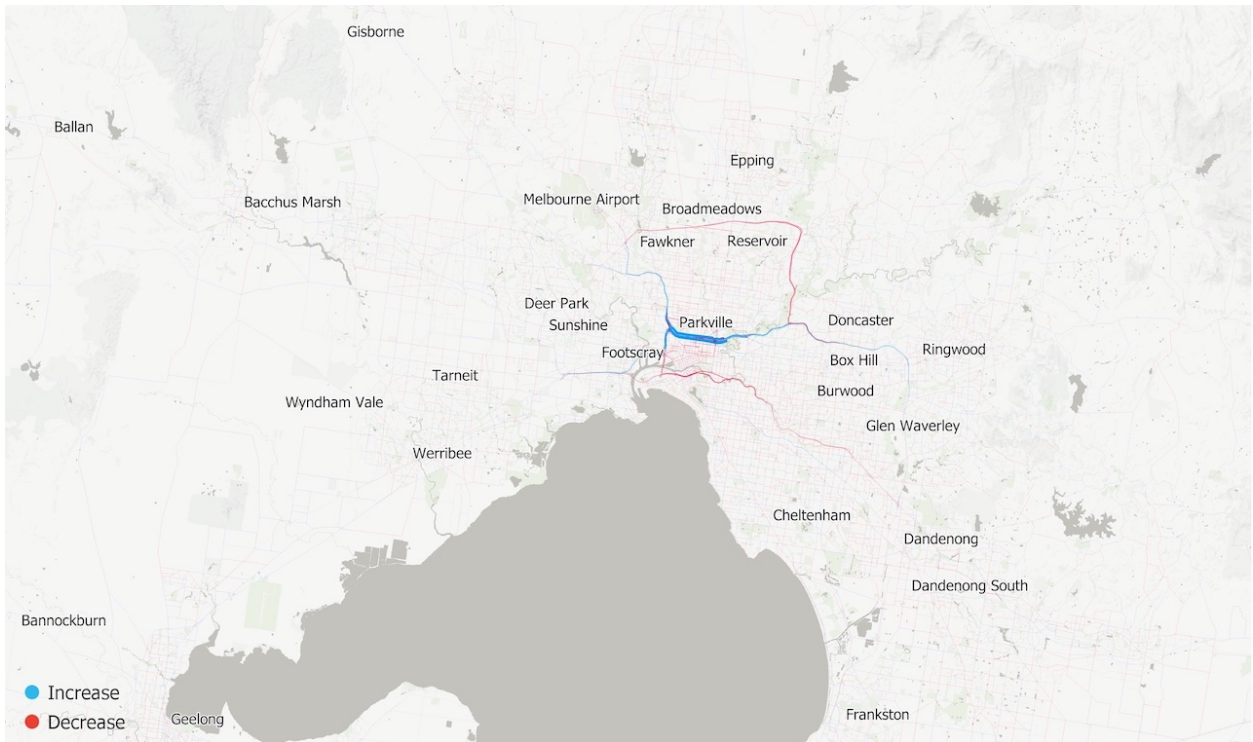 Gisborne
Ballan
Epping
Bacchus Marsh
Melbourne Airport
Broadmeadows
Fawkner
Reservoir
Deer Park
Sunshine
Parkville
Doncaster
Footscray
Box Hill
Ringwood
Tarneit
Burwood
Wyndham Vale
Glen Waverley
Werribee
Cheltenham
Dandenong
Dandenong South
Bannockburn
Increase
Decrease
Geelong
Frankston